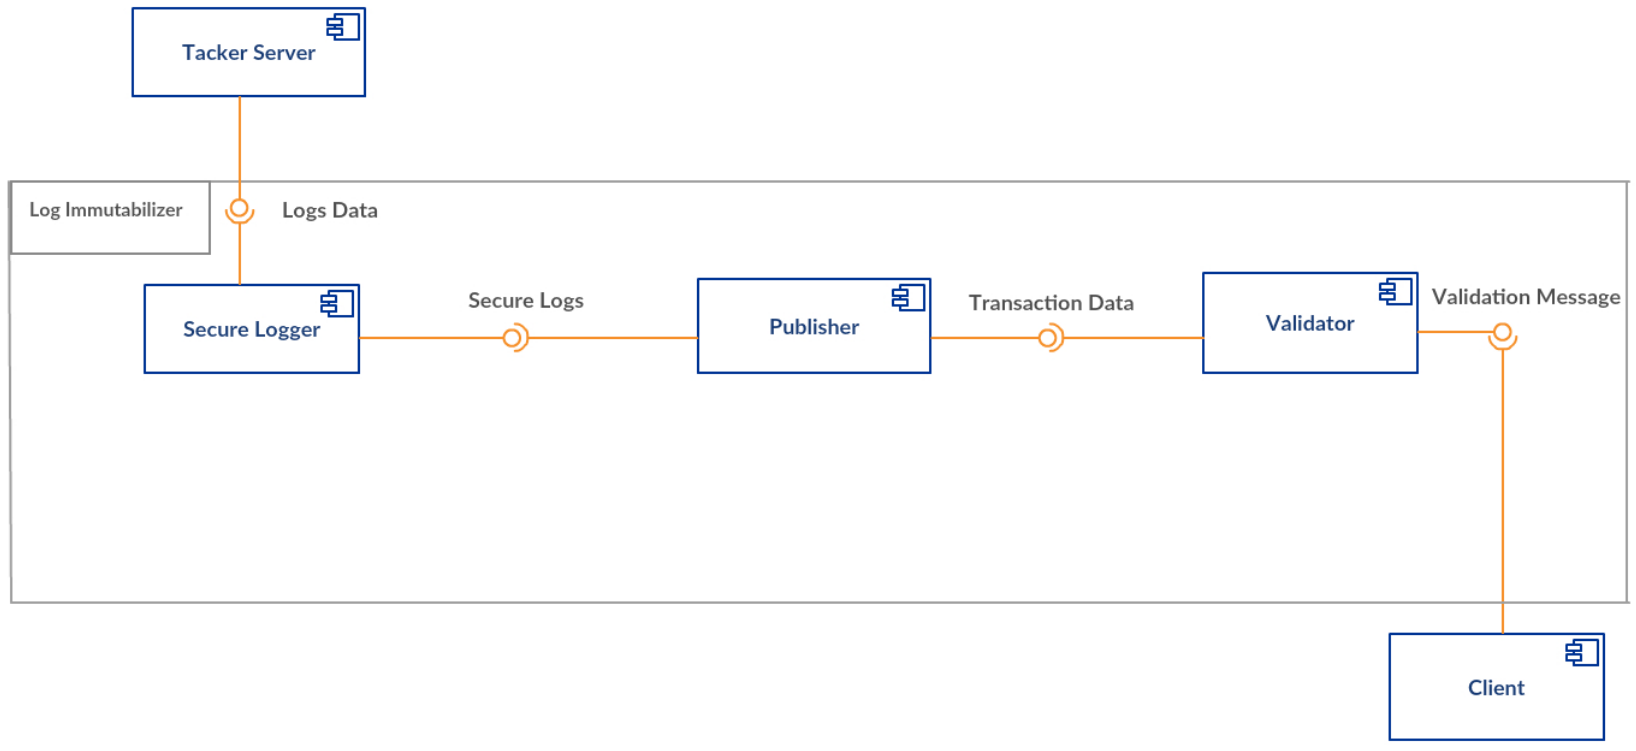 Tacker Server
Log Immutabilizer
Logs Data
Secure Logger
Secure Logs
Publisher
Transaction Data
Validator
Validation Message
Client